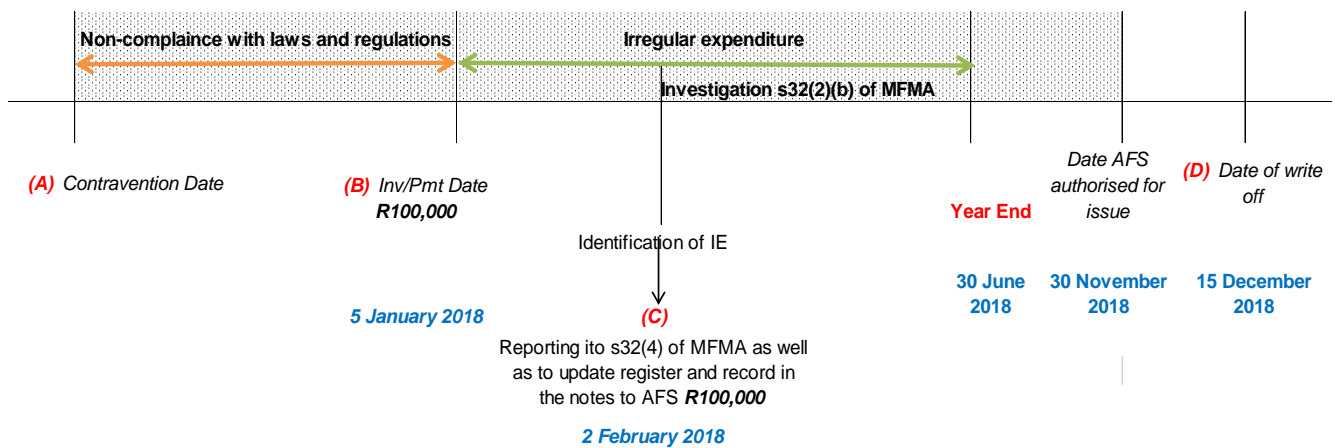 Non-complaince with laws and regulations
Irregular expenditure
Investigation s32(2)(b) of MFMA
(A) Contravention Date
(B) Inv/Pmt Date
R100,000
Year End
Date AFS
authorised for
issue
(D) Date of write
off
Identification of IE
30 June
2018
30 November
2018
15 December
2018
5 January 2018
(C)
Reporting ito s32(4) of MFMA as well
as to update register and record in
the notes to AFS R100,000
2 February 2018